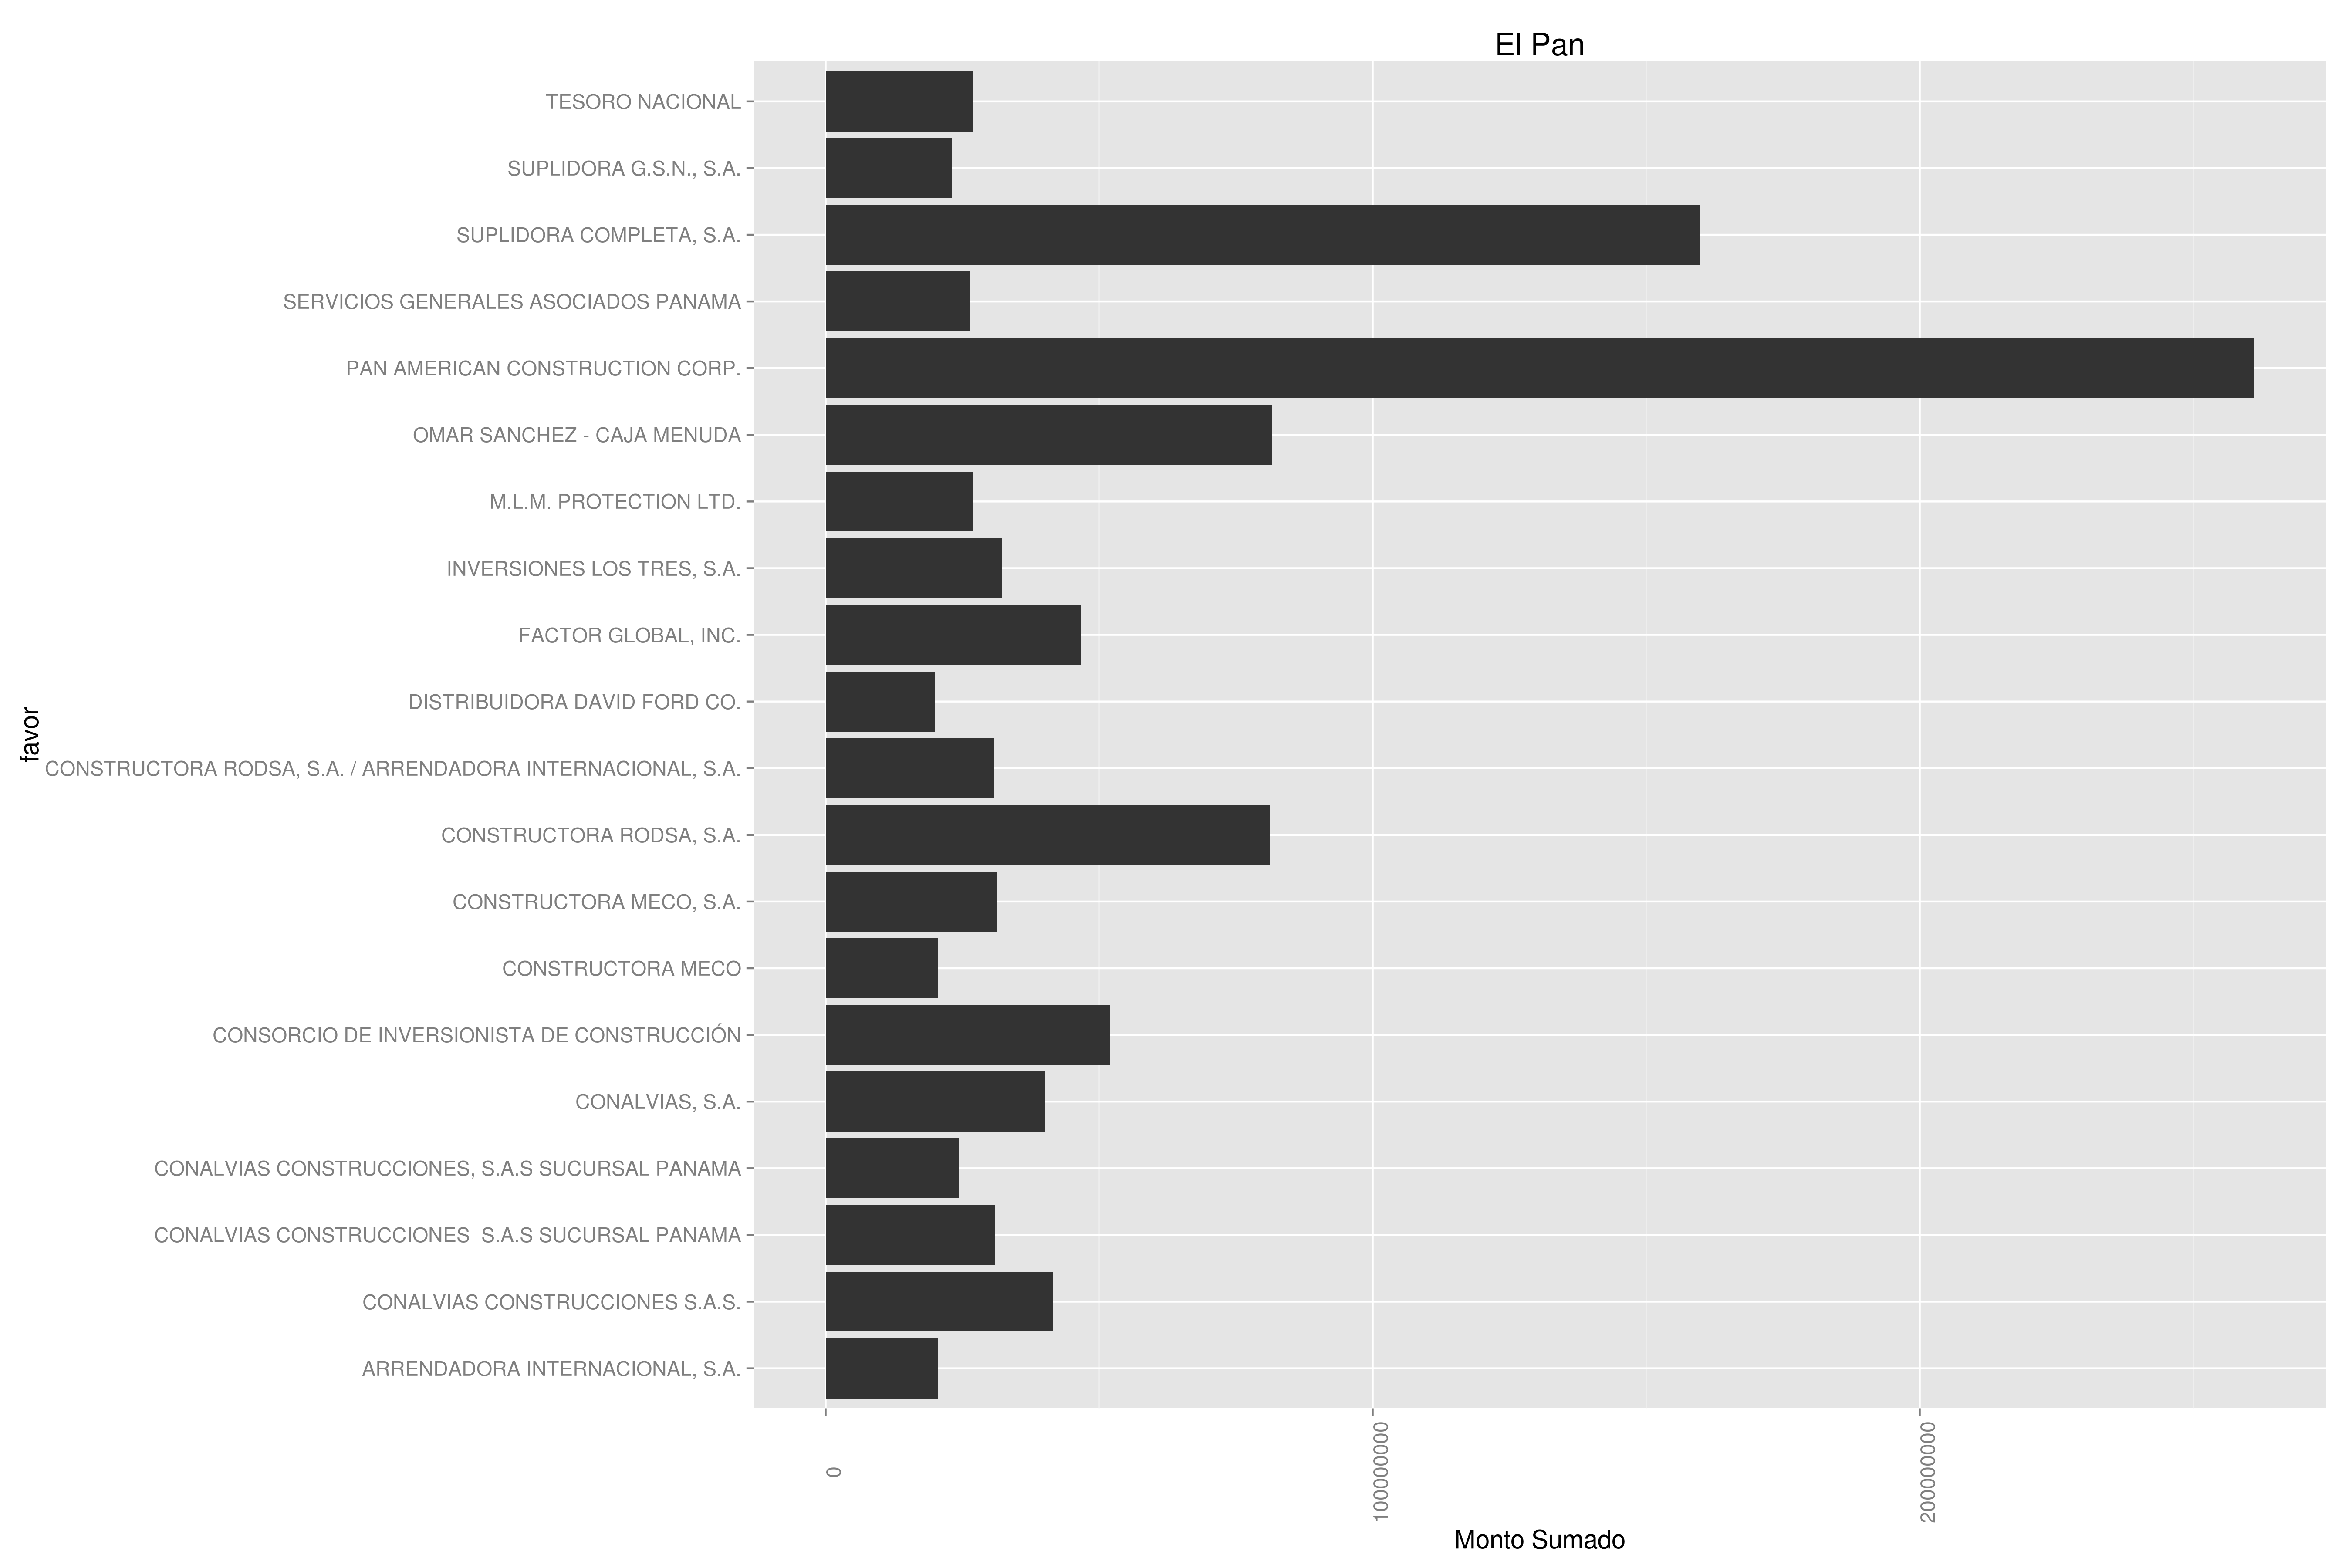 El Pan
TESORO NACIONAL
SUPLIDORA G.S.N., S.A.
SUPLIDORA COMPLETA, S.A.
SERVICIOS GENERALES ASOCIADOS PANAMA
PAN AMERICAN CONSTRUCTION CORP.
OMAR SANCHEZ - CAJA MENUDA
M.L.M. PROTECTION LTD.
INVERSIONES LOS TRES, S.A.
FACTOR GLOBAL, INC.
DISTRIBUIDORA DAVID FORD CO.
favor
CONSTRUCTORA RODSA, S.A. / ARRENDADORA INTERNACIONAL, S.A.
CONSTRUCTORA RODSA, S.A.
CONSTRUCTORA MECO, S.A.
CONSTRUCTORA MECO
CONSORCIO DE INVERSIONISTA DE CONSTRUCCIÓN
CONALVIAS, S.A.
CONALVIAS CONSTRUCCIONES, S.A.S SUCURSAL PANAMA
CONALVIAS CONSTRUCCIONES  S.A.S SUCURSAL PANAMA
CONALVIAS CONSTRUCCIONES S.A.S.
ARRENDADORA INTERNACIONAL, S.A.
0
100000000
200000000
Monto Sumado